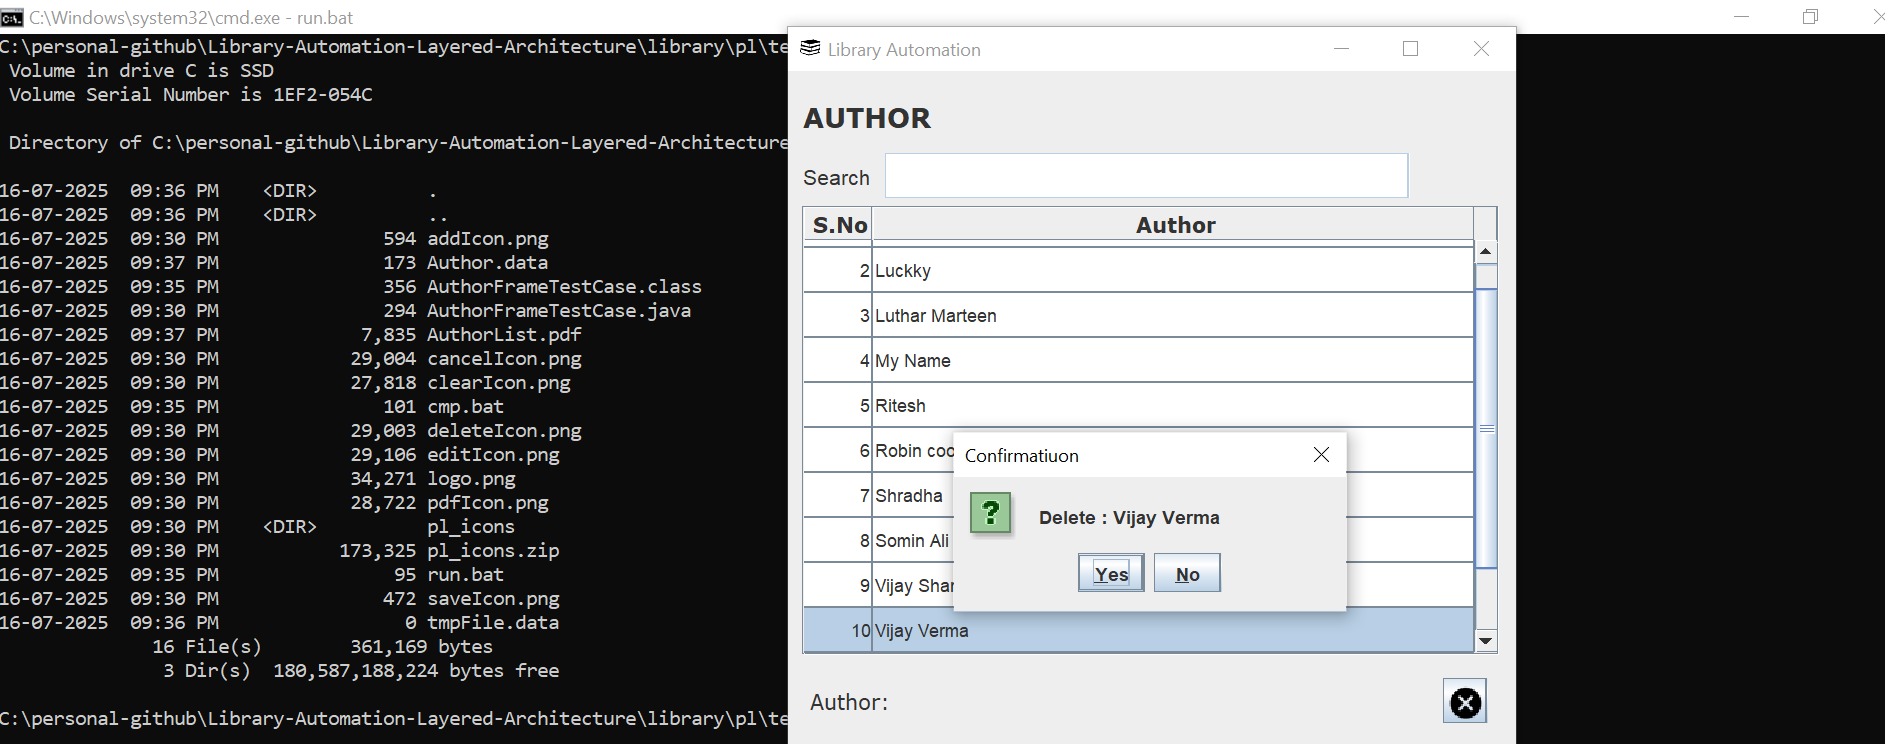 C:\Windows\system32\cmd.exe - run.bat
C:\personal-github\Library-Automation-Layered-Architecture\library\pl\te
Volume in drive C is SSD
Volume Serial Number is 1EF2-054C
Directory of C:\personal-github\Library-Automation-Layered-Architecture
16-07-2025 09:36 PM <DIR> .
16-07-2025 09:36 PM <DIR> ..
16-07-2025 09:30 PM 594 addIcon.png
16-07-2025 09:37 PM 173 Author.data
16-07-2025 09:35 PM 356 AuthorFrameTestCase.class
16-07-2025 09:30 PM 294 AuthorFrameTestCase.java
16-07-2025 09:37 PM 7,835 AuthorList.pdf
16-07-2025 09:30 PM 29,004 cancelIcon.png
16-07-2025 09:30 PM 27,818 clearIcon.png
16-07-2025 09:35 PM 101 cmp.bat
16-07-2025 09:30 PM 29,003 deleteIcon.png
16-07-2025 09:30 PM 29,106 editIcon.png
16-07-2025 09:30 PM 34,271 logo.png
16-07-2025 09:30 PM 28,722 pdfIcon.png
16-07-2025 09:30 PM <DIR> pl_icons
16-07-2025 09:30 PM 173,325 pl_icons.zip
16-07-2025 09:35 PM 95 run.bat
16-07-2025 09:30 PM 472 saveIcon.png
16-07-2025 09:36 PM 0 tmpFile.data
16 File(s) 361,169 bytes
3 Dir(s) 180,587,188,224 bytes free
C:\personal-github\Library-Automation-Layered-Architecture\library\pl\te
Library Automation
AUTHOR
Search
S.No Author
2 Luckky
3 Luthar Marteen
4 My Name
5 Ritesh
6 Robin coo
7 Shradha
8 Somin Ali
9 Vijay Shar
10 Vijay Verma
Confirmatiuon
Delete : Vijay Verma
Yes No
Author: